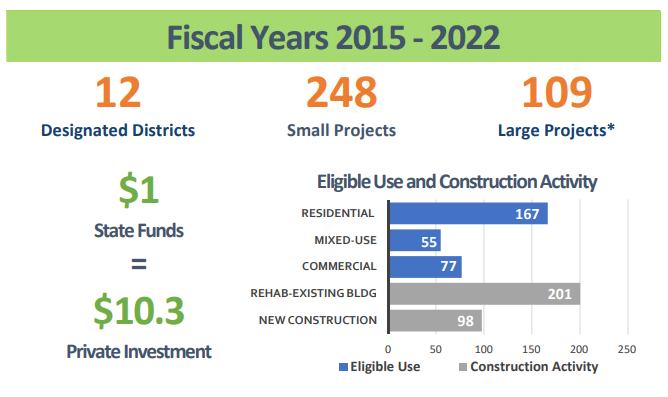 Fiscal Years 2015 - 2022
12
Designated Districts
248
Small Projects
109
Large Projects*
$1
State Funds
=
$10.3
Private Investment
Eligible Use and Construction Activity
RESIDENTIAL 167
MIXED-USE 55
COMMERCIAL 77
REHAB-EXISTING BLDG 201
NEW CONSTRUCTION 98
0 50 100 150 200 250
Eligible Use Construction Activity